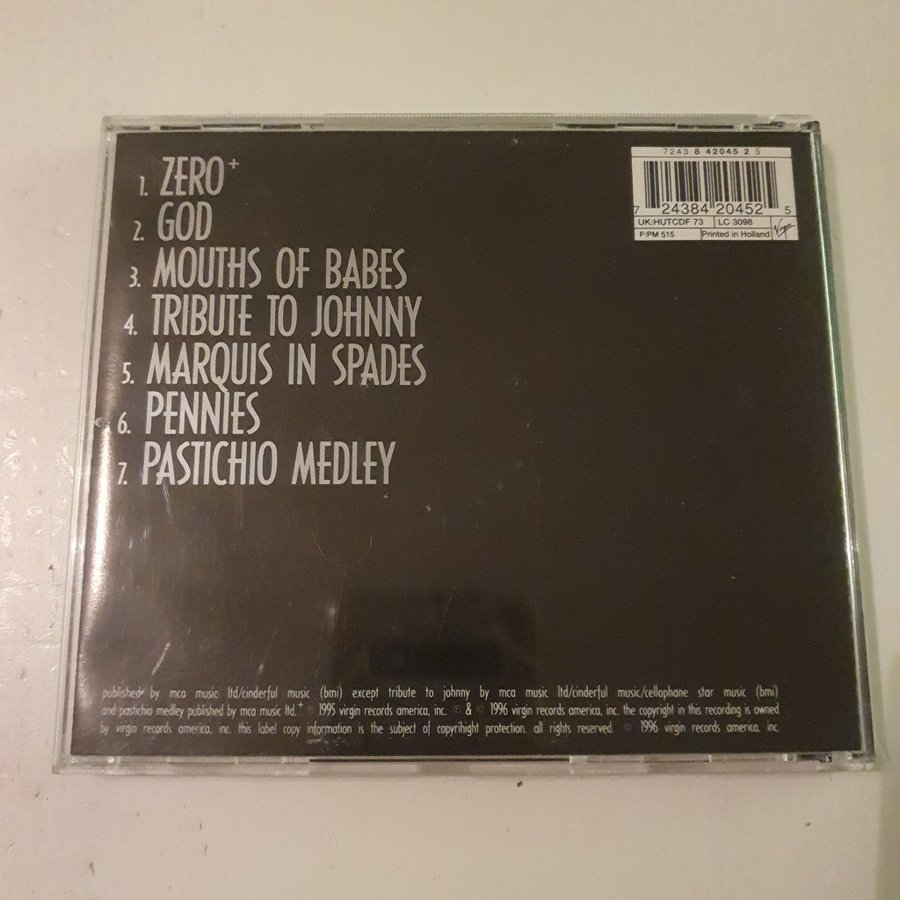 1. ZERO+
2. GOD
3. MOUTHS OF BABES
4. TRIBUTE TO JOHNNY
5. MARQUIS IN SPADES
6. PENNIES
7. PASTICHIO MEDLEY
7243 8 42045 2 5
7 24384 20452 5
UK:HUTCDF 73 LC 3098
F:PM 515 Printed in Holland Virgin
published by mca music ltd/cinderful music (bmi) except tribute to johnny by mca music ltd/cinderful music/cellophane star music (bmi)
and pastichio medley published by mca music ltd. + ℗ 1995 virgin records america, inc. ℗ & © 1996 virgin records america, inc. the copyright in this recording is owned
by virgin records america, inc. this label copy information is the subject of copyrihight protection. all rights reserved. © 1996 virgin records america, inc.